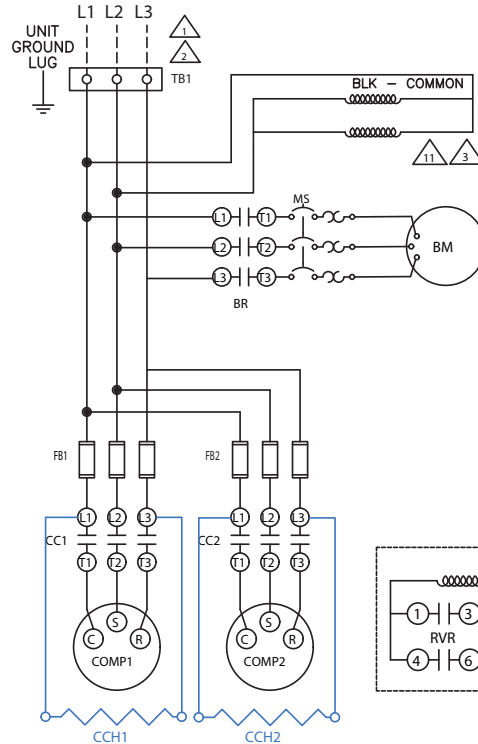 L1 L2 L3
UNIT
GROUND
LUG
1
2
TB1
BLK - COMMON
11 3
MS
L1 T1
L2 T2
L3 T3
BM
BR
FB1 FB2
L1 L2 L3 L1 L2 L3
CC1 CC2
T1 T2 T3 T1 T2 T3
C S R C S R
COMP1 COMP2
1 3
RVR
4 6
CCH1 CCH2